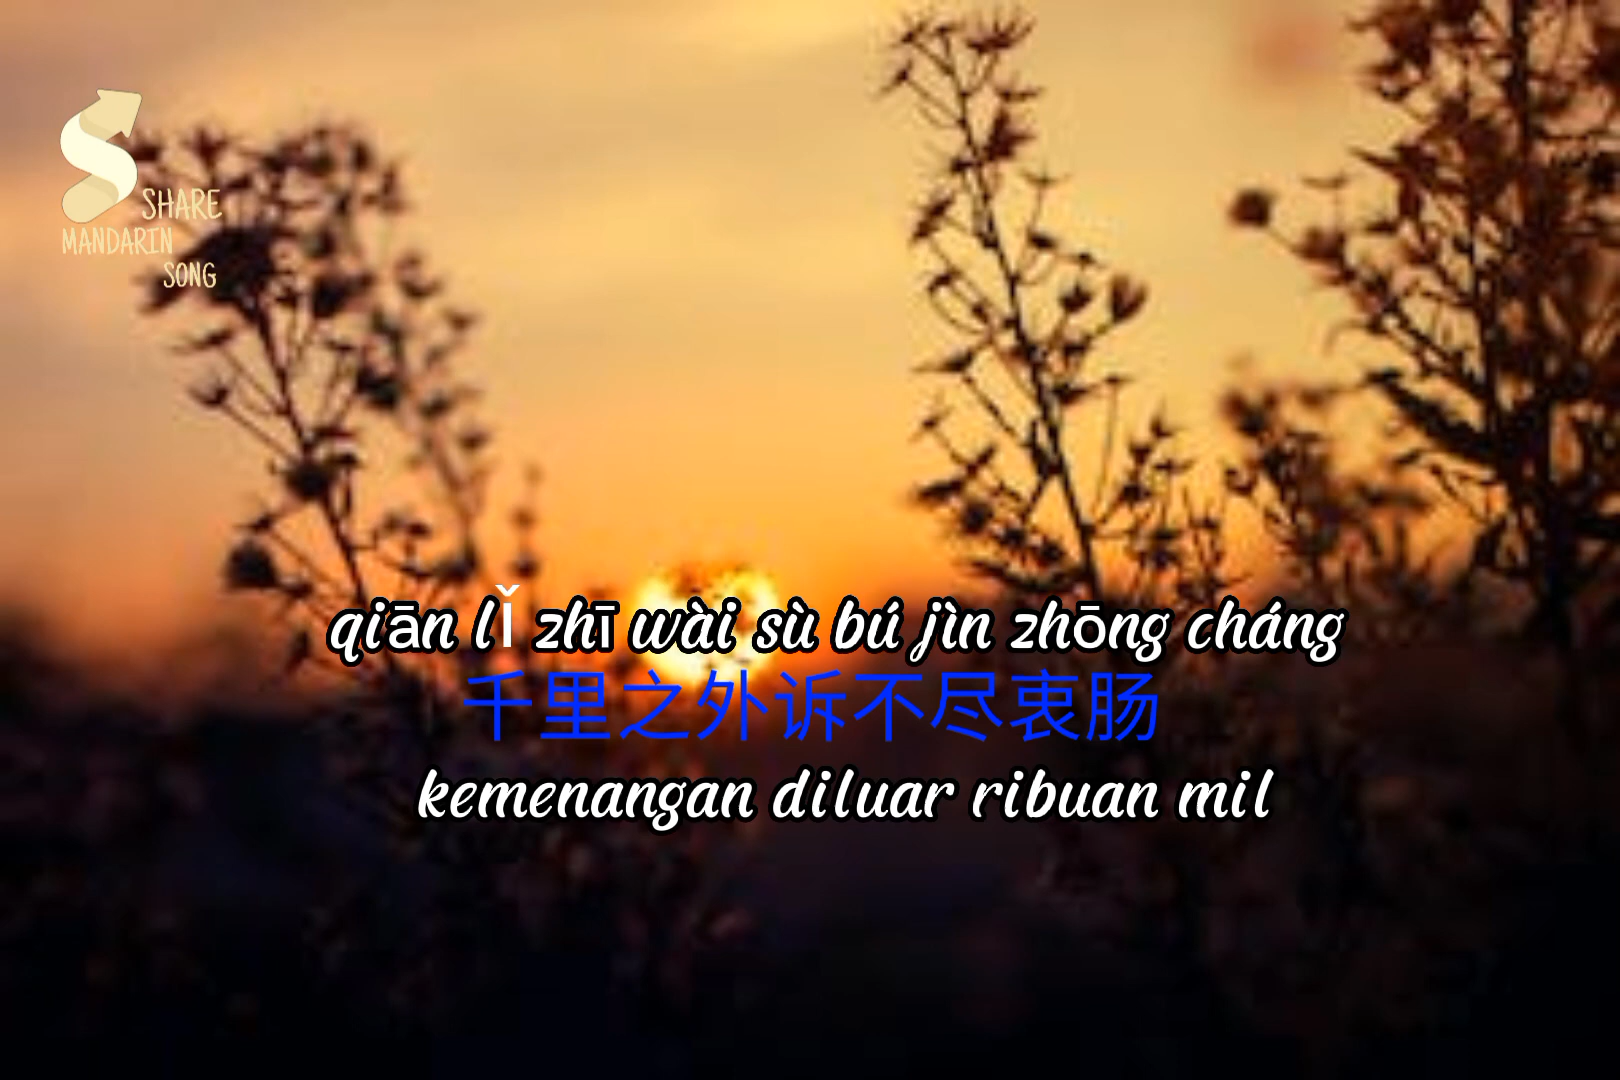 SHARE
MANDARIN
SONG
qiān lǐ zhī wài sù bú jìn zhōng cháng
千里之外诉不尽衷肠
kemenangan diluar ribuan mil